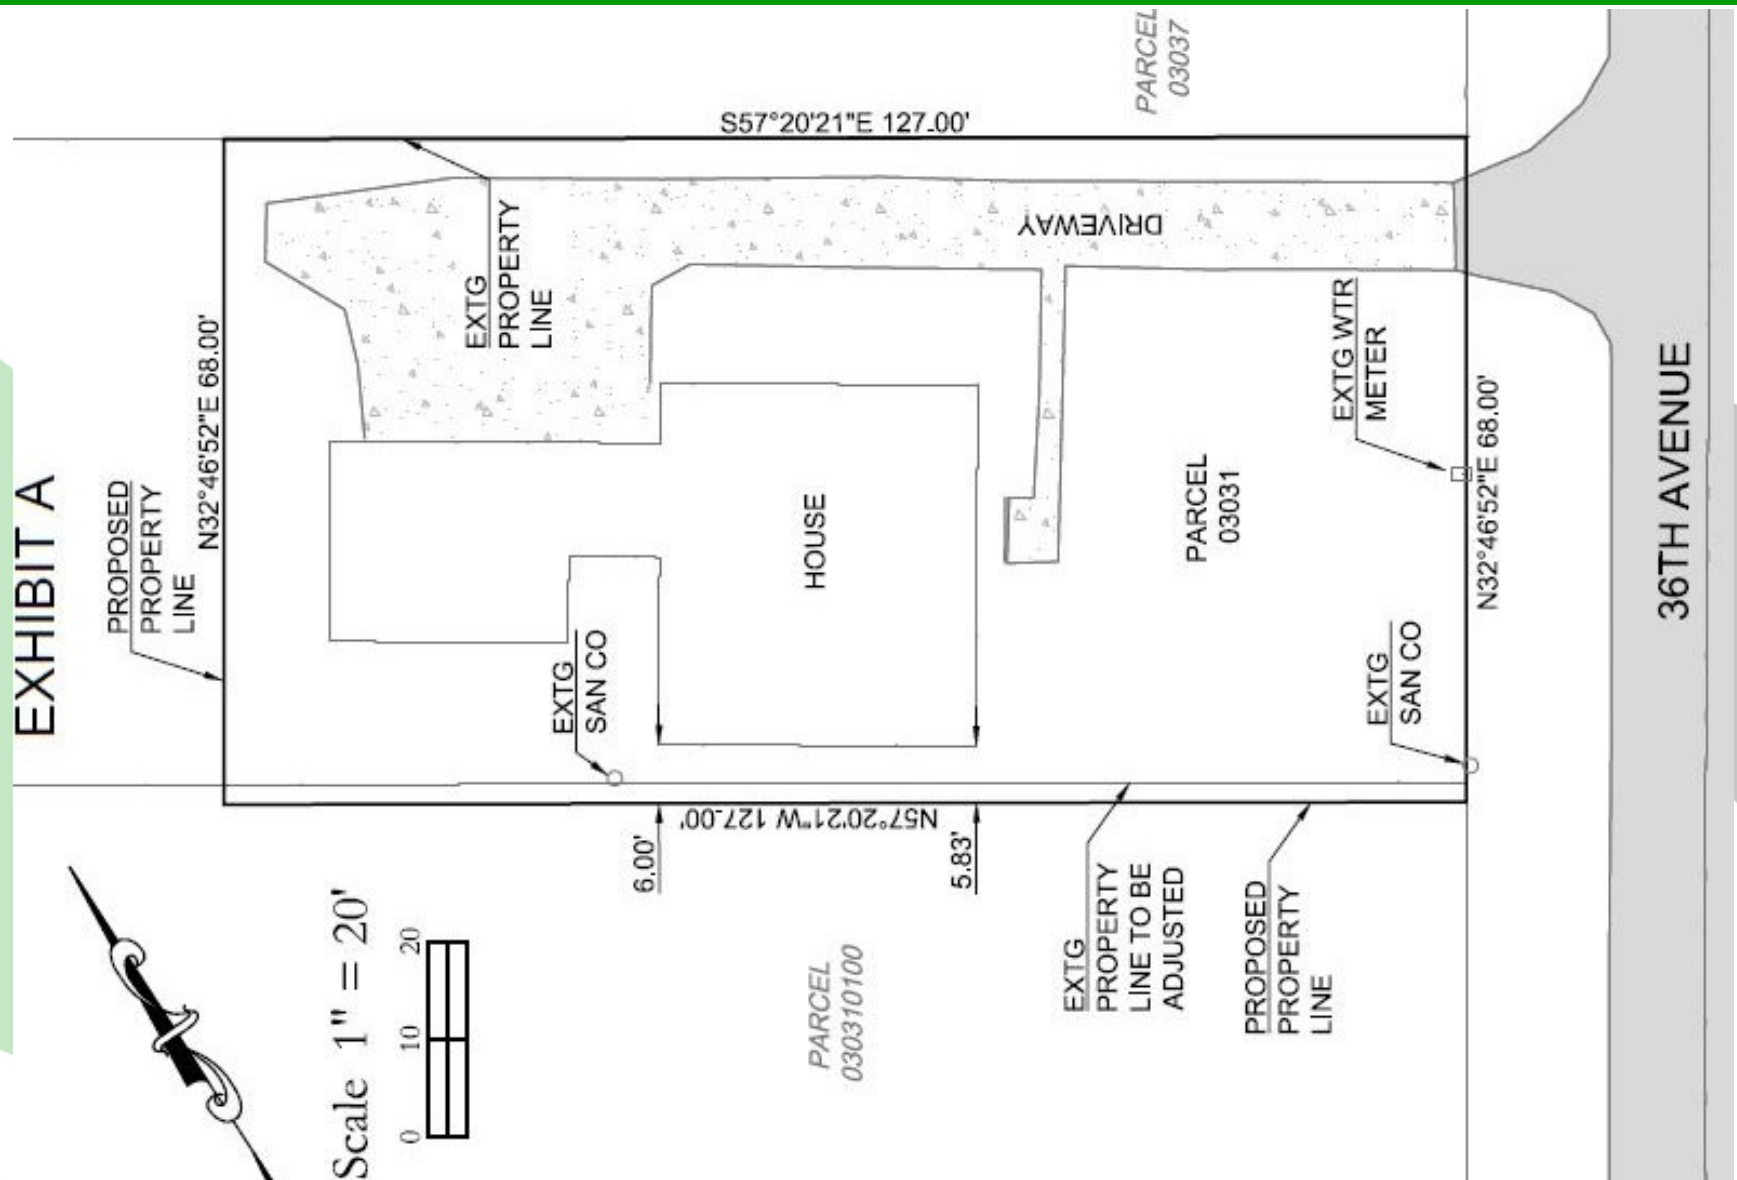 EXHIBIT A
PARCEL
03037
S57°20'21"E 127.00'
PROPOSED
PROPERTY
LINE
N32°46'52"E 68.00'
EXTG
PROPERTY
LINE
DRIVEWAY
EXTG WTR
METER
HOUSE
PARCEL
03031
N32°46'52"E 68.00'
36TH AVENUE
EXTG
SAN CO
EXTG
SAN CO
N57°20'21"W 127.00'
6.00'
5.83'
EXTG
PROPERTY
LINE TO BE
ADJUSTED
PROPOSED
PROPERTY
LINE
PARCEL
030310100
Scale 1" = 20'
0 10 20